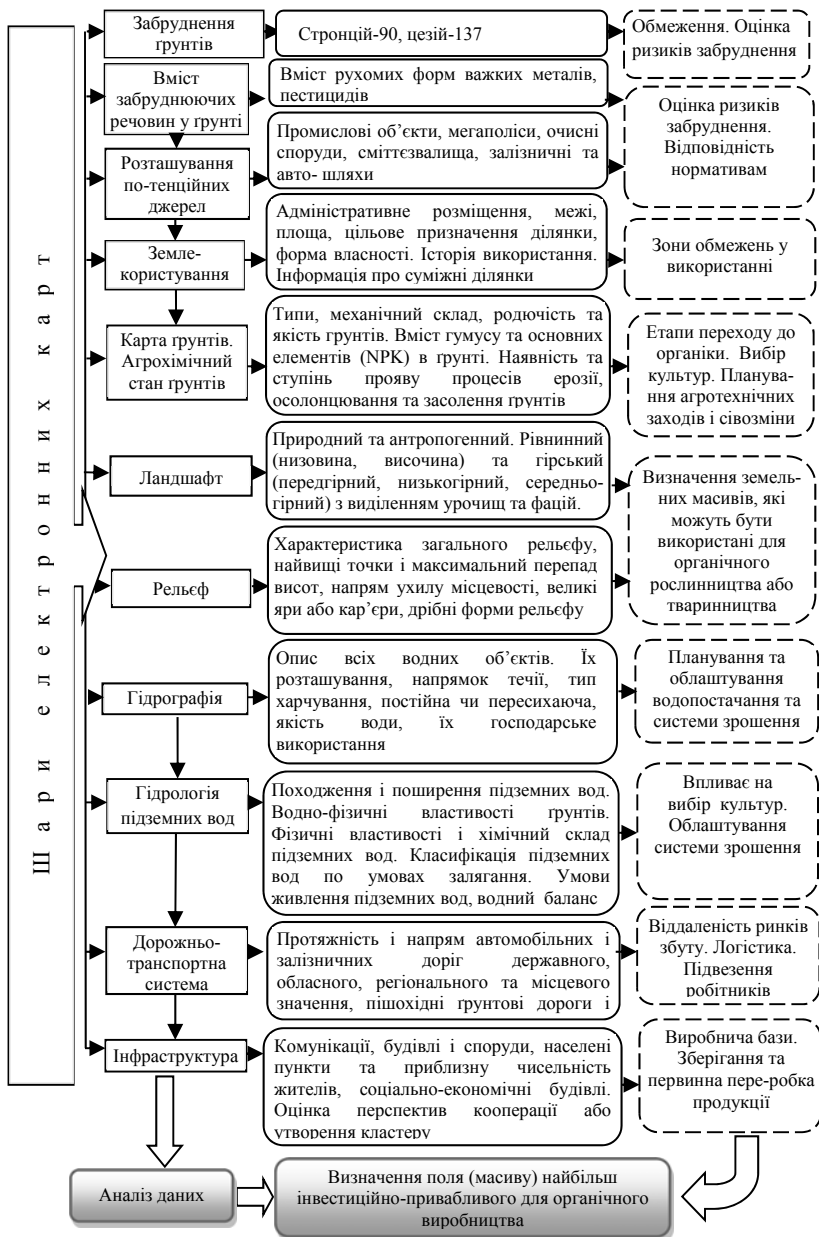 Шари електронних карт
Забруднення
ґрунтів
Стронцій-90, цезій-137
Обмеження. Оцінка
ризиків забруднення
Вміст
забруднюючих
речовин у ґрунті
Вміст рухомих форм важких металів,
пестицидів
Оцінка ризиків
забруднення.
Відповідність
нормативам
Розташування
по-тенційних
джерел
Промислові об’єкти, мегаполіси, очисні
споруди, сміттєзвалища, залізничні та
авто- шляхи
Земле-
користування
Адміністративне розміщення, межі,
площа, цільове призначення ділянки,
форма власності. Історія використання.
Інформація про суміжні ділянки
Зони обмежень у
використанні
Карта ґрунтів.
Агрохімічний
стан ґрунтів
Типи, механічний склад, родючість та
якість грунтів. Вміст гумусу та основних
елементів (NPK) в ґрунті. Наявність та
ступінь прояву процесів ерозії,
осолонцювання та засолення ґрунтів
Етапи переходу до
органіки. Вибір
культур. Планува-
ння агротехнічних
заходів і сівозміни
Ландшафт
Природний та антропогенний. Рівнинний
(низовина, височина) та гірський
(передгірний, низькогірний, середньо-
гірний) з виділенням урочищ та фацій.
Визначення земель-
них масивів, які
можуть бути
використані для
органічного
рослинництва або
тваринництва
Рельєф
Характеристика загального рельєфу,
найвищі точки і максимальний перепад
висот, напрям ухилу місцевості, великі
яри або кар’єри, дрібні форми рельєфу
Гідрографія
Опис всіх водних об’єктів. Їх
розташування, напрямок течії, тип
харчування, постійна чи пересихаюча,
якість води, їх господарське
використання
Планування та
облаштування
водопостачання та
системи зрошення
Гідрологія
підземних вод
Походження і поширення підземних вод.
Водно-фізичні властивості ґрунтів.
Фізичні властивості і хімічний склад
підземних вод. Класифікація підземних
вод по умовах залягання. Умови
живлення підземних вод, водний баланс
Впливає на
вибір культур.
Облаштування
системи зрошення
Дорожньо-
транспортна
система
Протяжність і напрям автомобільних і
залізничних доріг державного,
обласного, регіонального та місцевого
значення, пішохідні ґрунтові дороги і
Віддаленість ринків
збуту. Логістика.
Підвезення
робітників
Інфраструктура
Комунікації, будівлі і споруди, населені
пункти та приблизну чисельність
жителів, соціально-економічні будівлі.
Оцінка перспектив кооперації або
утворення кластеру
Виробнича бази.
Зберігання та
первинна пере-робка
продукції
Аналіз даних
Визначення поля (масиву) найбільш
інвестиційно-привабливого для органічного
виробництва